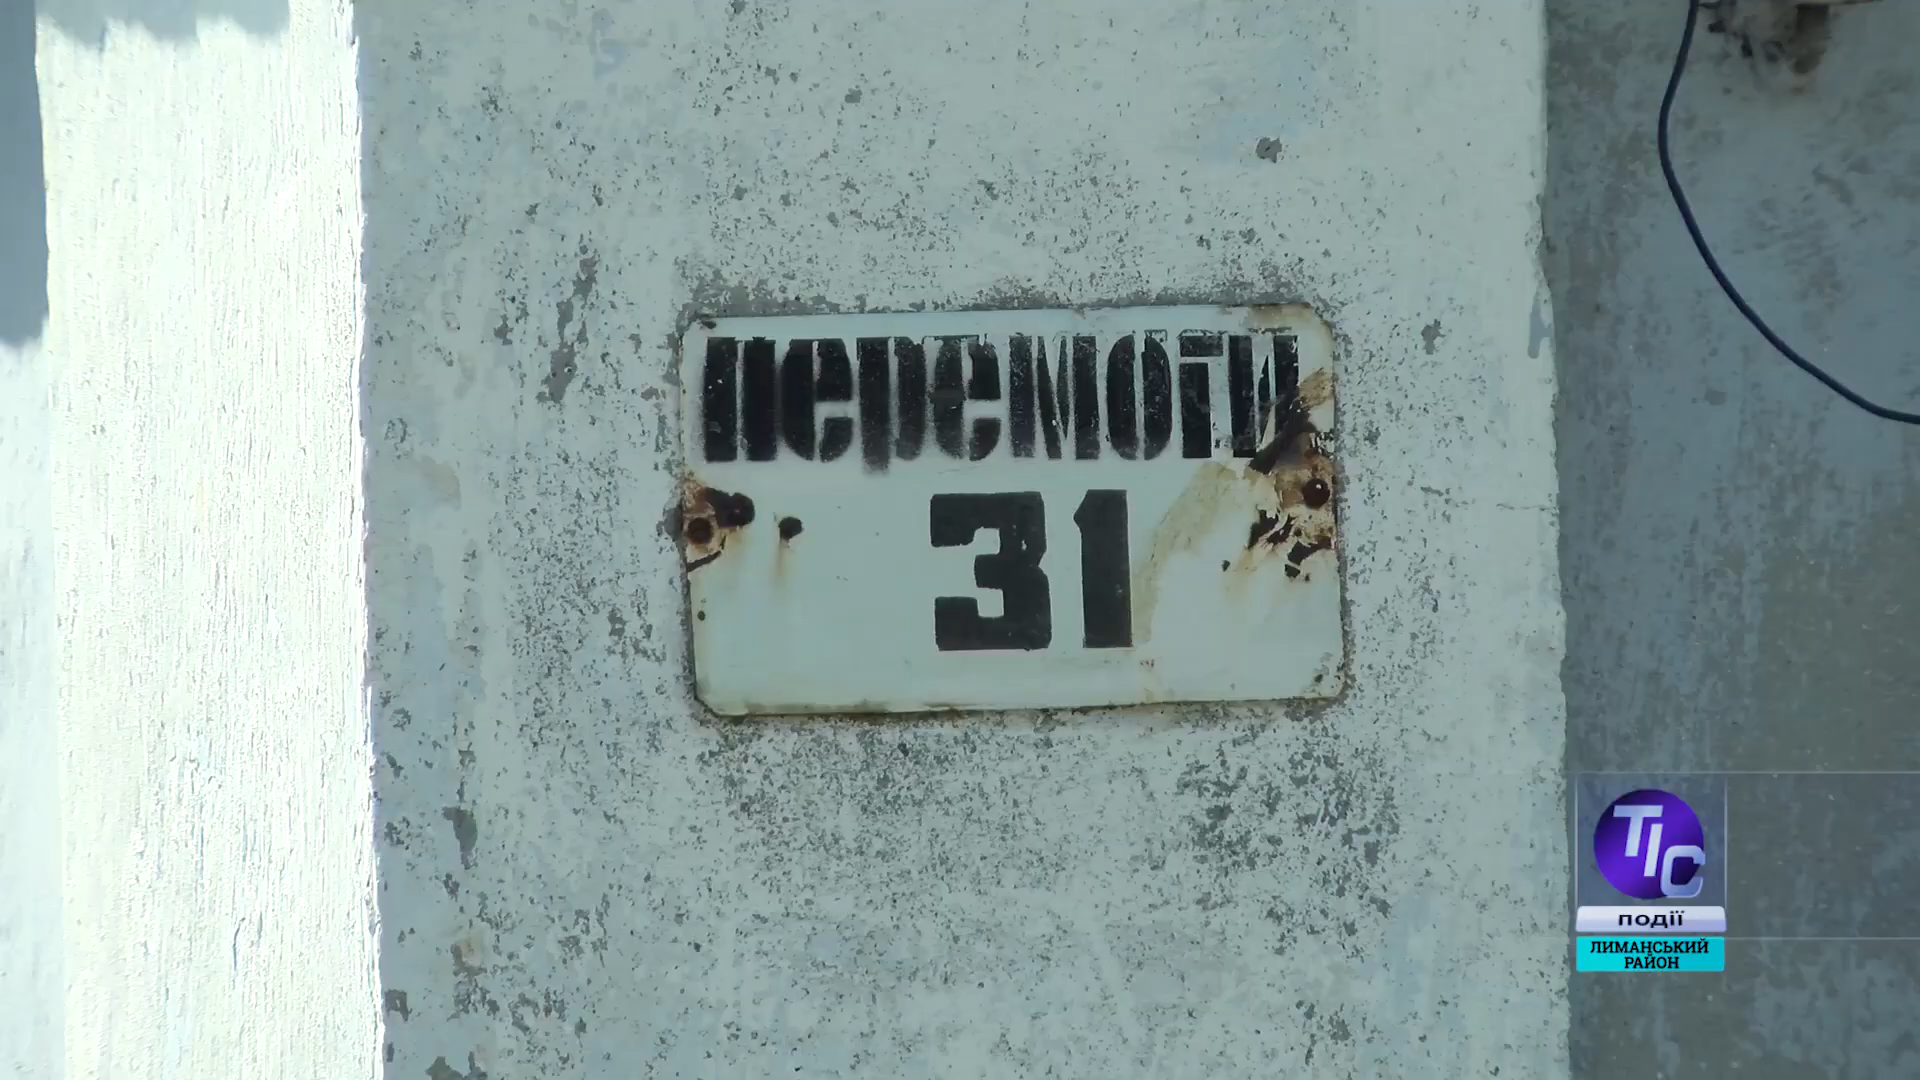 перемоги
31
ТІС
події
ЛИМАНСЬКИЙ
РАЙОН